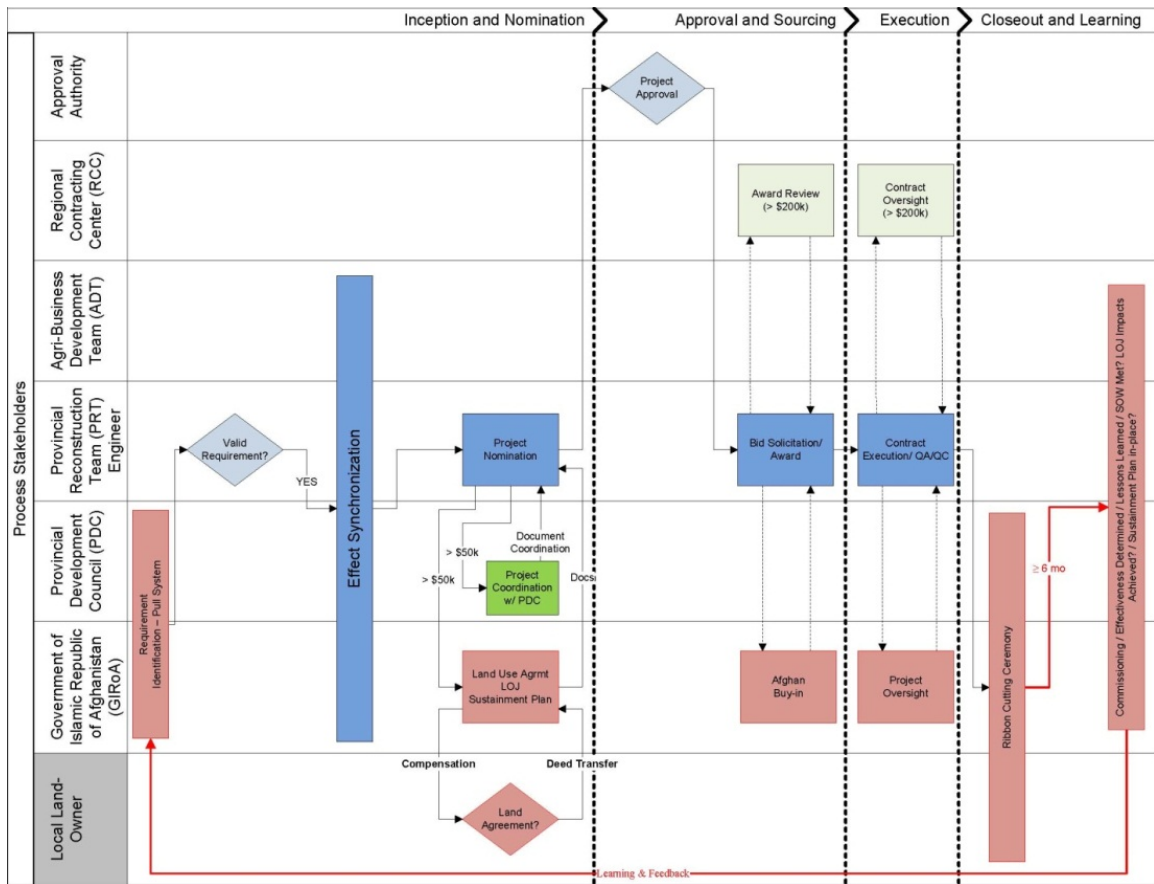 Inception and Nomination
Approval and Sourcing
Execution
Closeout and Learning
Process Stakeholders
Approval
Authority
Project
Approval
Regional
Contracting
Center (RCC)
Award Review
(> $200k)
Contract
Oversight
(> $200k)
Agri-Business
Development
Team (ADT)
Provincial
Reconstruction
Team (PRT)
Engineer
Valid
Requirement?
YES
Effect Synchronization
Project
Nomination
Bid Solicitation/
Award
Contract
Execution/ QA/QC
Provincial
Development
Council (PDC)
> $50k
> $50k
Document
Coordination
Docs
Project
Coordination
w/ PDC
Government of
Islamic Republic
of Afghanistan
(GIRoA)
Requirement
Identification – Pull System
Land Use Agrmt
LOJ
Sustainment Plan
Afghan
Buy-in
Project
Oversight
Ribbon Cutting Ceremony
≥ 6 mo
Commissioning / Effectiveness Determined / Lessons Learned / SOW Met? LOJ Impacts
Achieved? / Sustainment Plan in-place?
Local Land-
Owner
Compensation
Deed Transfer
Land
Agreement?
Learning & Feedback